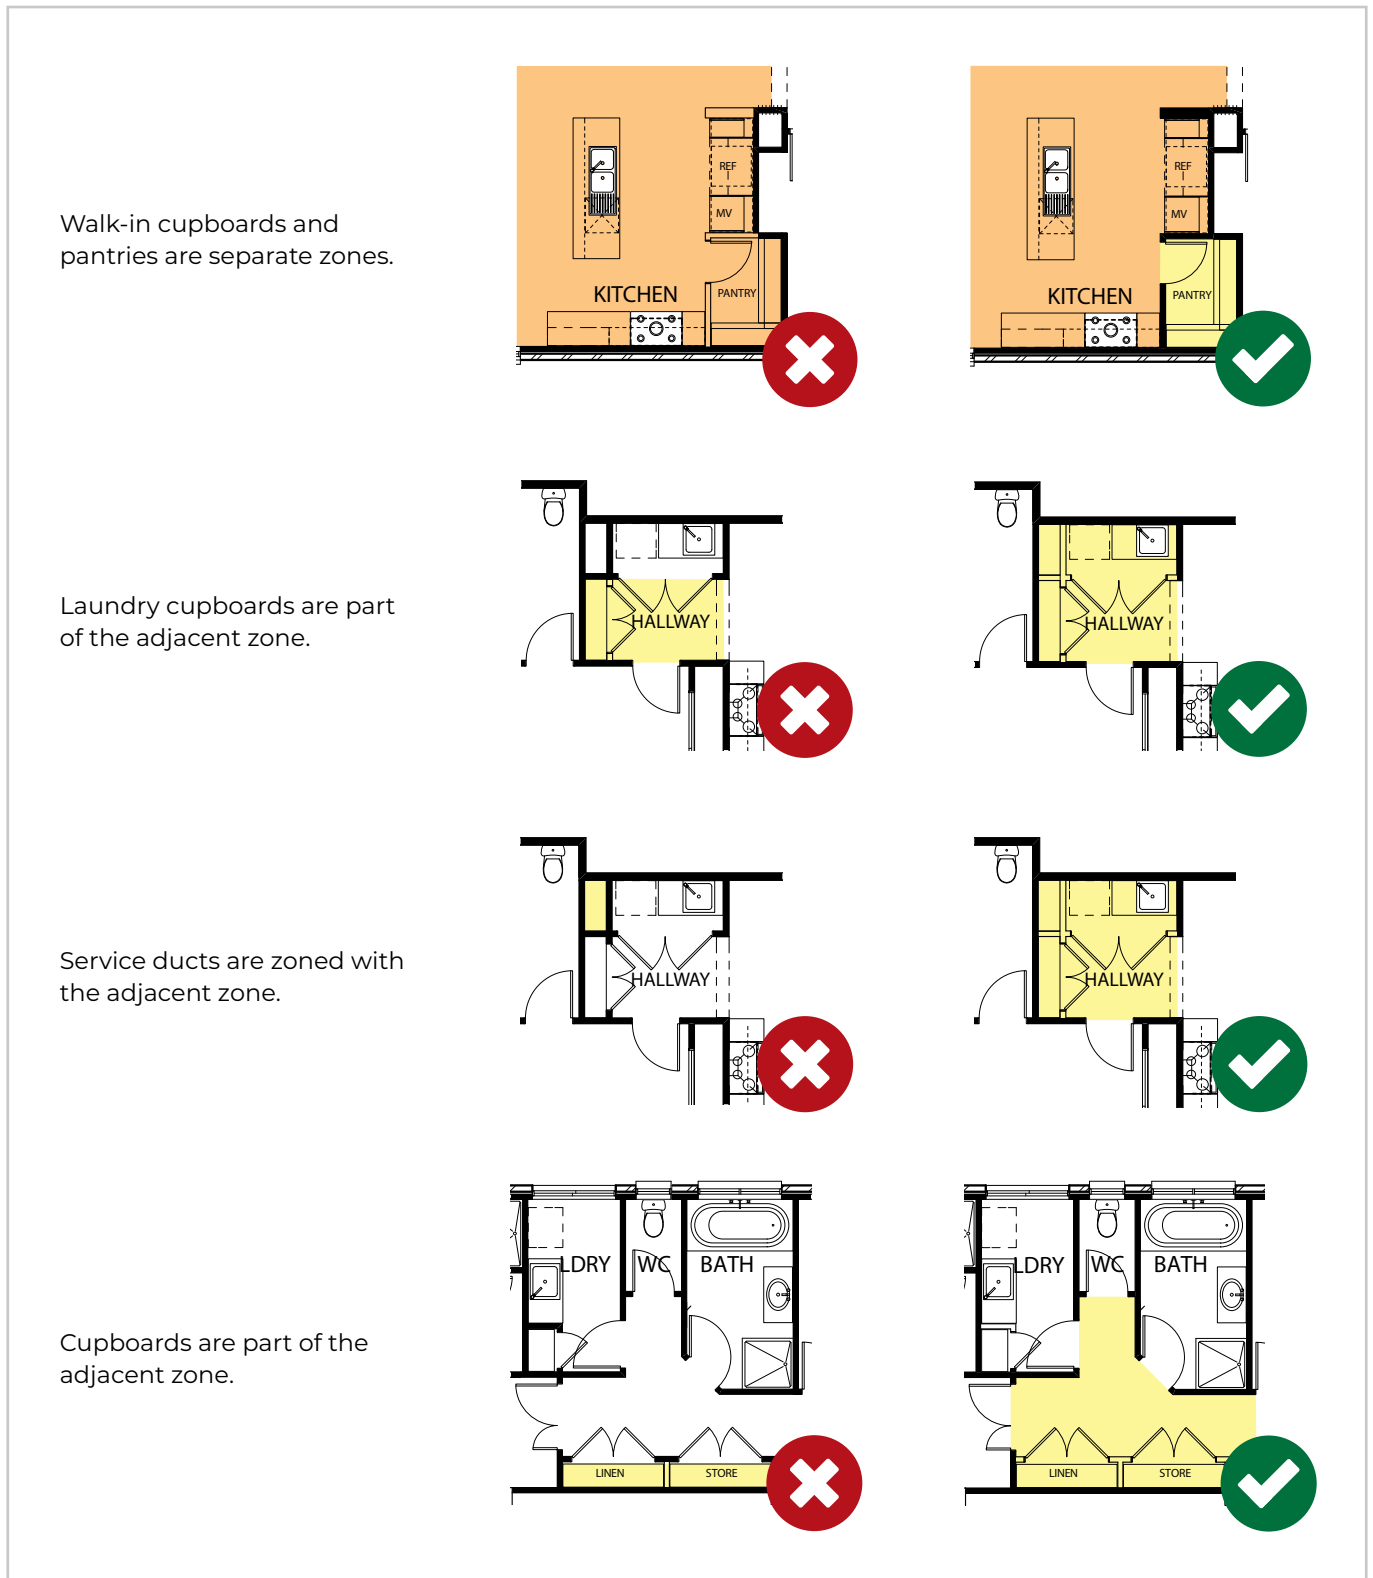 Walk-in cupboards and
pantries are separate zones.
REF
MV
KITCHEN
PANTRY
REF
MV
KITCHEN
PANTRY
Laundry cupboards are part
of the adjacent zone.
HALLWAY
HALLWAY
Service ducts are zoned with
the adjacent zone.
HALLWAY
HALLWAY
Cupboards are part of the
adjacent zone.
LDRY
WC
BATH
LINEN
STORE
LDRY
WC
BATH
LINEN
STORE